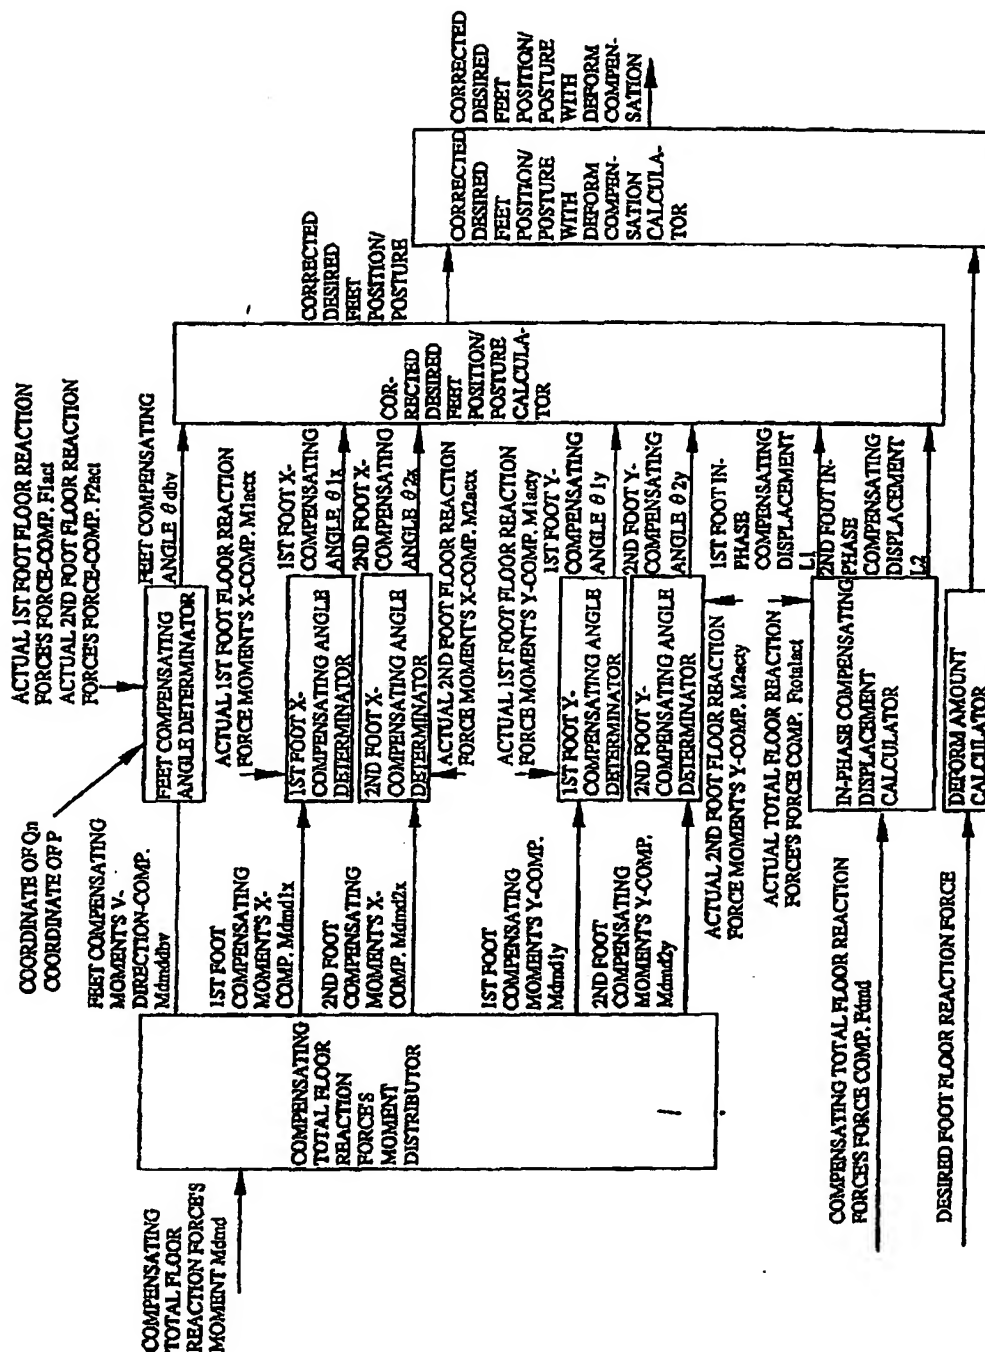 COMPENSATING
TOTAL FLOOR
REACTION FORCE'S
MOMENT Mdmd
COMPENSATING
TOTAL FLOOR
REACTION
FORCE'S
MOMENT
DISTRIBUTOR
COORDINATE OF Qn
COORDINATE OF P
FEET COMPENSATING
MOMENT'S V-
DIRECTION-COMP.
Mdmddbv
1ST FOOT
COMPENSATING
MOMENT'S X-
COMP. Mdmd1x
2ND FOOT
COMPENSATING
MOMENT'S X-
COMP. Mdmd2x
1ST FOOT
COMPENSATING
MOMENT'S Y-COMP.
Mdmd1y
2ND FOOT
COMPENSATING
MOMENT'S Y-COMP.
Mdmd2y
COMPENSATING TOTAL FLOOR REACTION
FORCE'S FORCE COMP. Fdmd
DESIRED FOOT FLOOR REACTION FORCE
ACTUAL 1ST FOOT FLOOR REACTION
FORCE'S FORCE-COMP. F1act
ACTUAL 2ND FOOT FLOOR REACTION
FORCE'S FORCE-COMP. F2act
FEET COMPENSATING
ANGLE DETERMINATOR
ACTUAL 1ST FOOT FLOOR REACTION
FORCE MOMENT'S X-COMP. M1actx
1ST FOOT X-
COMPENSATING ANGLE
DETERMINATOR
2ND FOOT X-
COMPENSATING ANGLE
DETERMINATOR
ACTUAL 2ND FOOT FLOOR REACTION
FORCE MOMENT'S X-COMP. M2actx
ACTUAL 1ST FOOT FLOOR REACTION
FORCE MOMENT'S Y-COMP. M1acty
1ST FOOT Y-
COMPENSATING ANGLE
DETERMINATOR
2ND FOOT Y-
COMPENSATING ANGLE
DETERMINATOR
ACTUAL 2ND FOOT FLOOR REACTION
FORCE MOMENT'S Y-COMP. M2acty
ACTUAL TOTAL FLOOR REACTION
FORCE'S FORCE COMP. Ftotalact
IN-PHASE COMPENSATING
DISPLACEMENT
CALCULATOR
DEFORM AMOUNT
CALCULATOR
FEET COMPENSATING
ANGLE θdbv
1ST FOOT X-
COMPENSATING
ANGLE θ1x
2ND FOOT X-
COMPENSATING
ANGLE θ2x
1ST FOOT Y-
COMPENSATING
ANGLE θ1y
2ND FOOT Y-
COMPENSATING
ANGLE θ2y
1ST FOOT IN-
PHASE
COMPENSATING
DISPLACEMENT
L1
2ND FOOT IN-
PHASE
COMPENSATING
DISPLACEMENT
L2
COR-
RECTED
DESIRED
FEET
POSITION/
POSTURE
CALCULA-
TOR
CORRECTED
DESIRED
FEET
POSITION/
POSTURE
CORRECTED
DESIRED
FEET
POSITION/
POSTURE
WITH
DEFORM
COMPEN-
SATION
CALCULA-
TOR
CORRECTED
DESIRED
FEET
POSITION/
POSTURE
WITH
DEFORM
COMPEN-
SATION